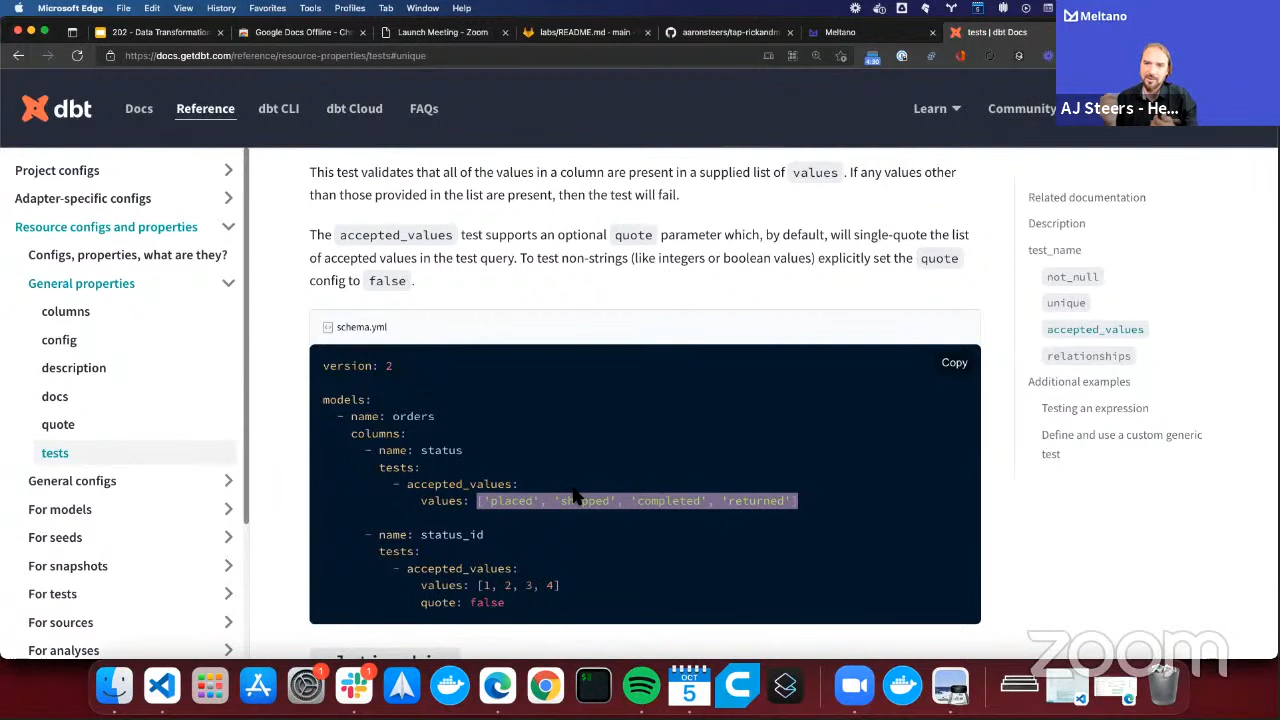 Microsoft Edge File Edit View History Favorites Tools Profiles Tab Window Help
202 - Data Transformation
Google Docs Offline - Ch
Launch Meeting - Zoom
labs/README.md · main ·
aaronsteers/tap-rickandm
Meltano
tests | dbt Docs
https://docs.getdbt.com/reference/resource-properties/tests#unique
4:30
Meltano
AJ Steers - He...
dbt Docs Reference dbt CLI dbt Cloud FAQs Learn Community
Project configs
Adapter-specific configs
Resource configs and properties
Configs, properties, what are they?
General properties
columns
config
description
docs
quote
tests
General configs
For models
For seeds
For snapshots
For tests
For sources
For analyses
This test validates that all of the values in a column are present in a supplied list of values . If any values other
than those provided in the list are present, then the test will fail.
The accepted_values test supports an optional quote parameter which, by default, will single-quote the list
of accepted values in the test query. To test non-strings (like integers or boolean values) explicitly set the quote
config to false .
schema.yml
Copy
version: 2
models:
- name: orders
columns:
- name: status
tests:
- accepted_values:
values: ['placed', 'shipped', 'completed', 'returned']
- name: status_id
tests:
- accepted_values:
values: [1, 2, 3, 4]
quote: false
Related documentation
Description
test_name
not_null
unique
accepted_values
relationships
Additional examples
Testing an expression
Define and use a custom generic
test
zoom
1
1
OCT
5